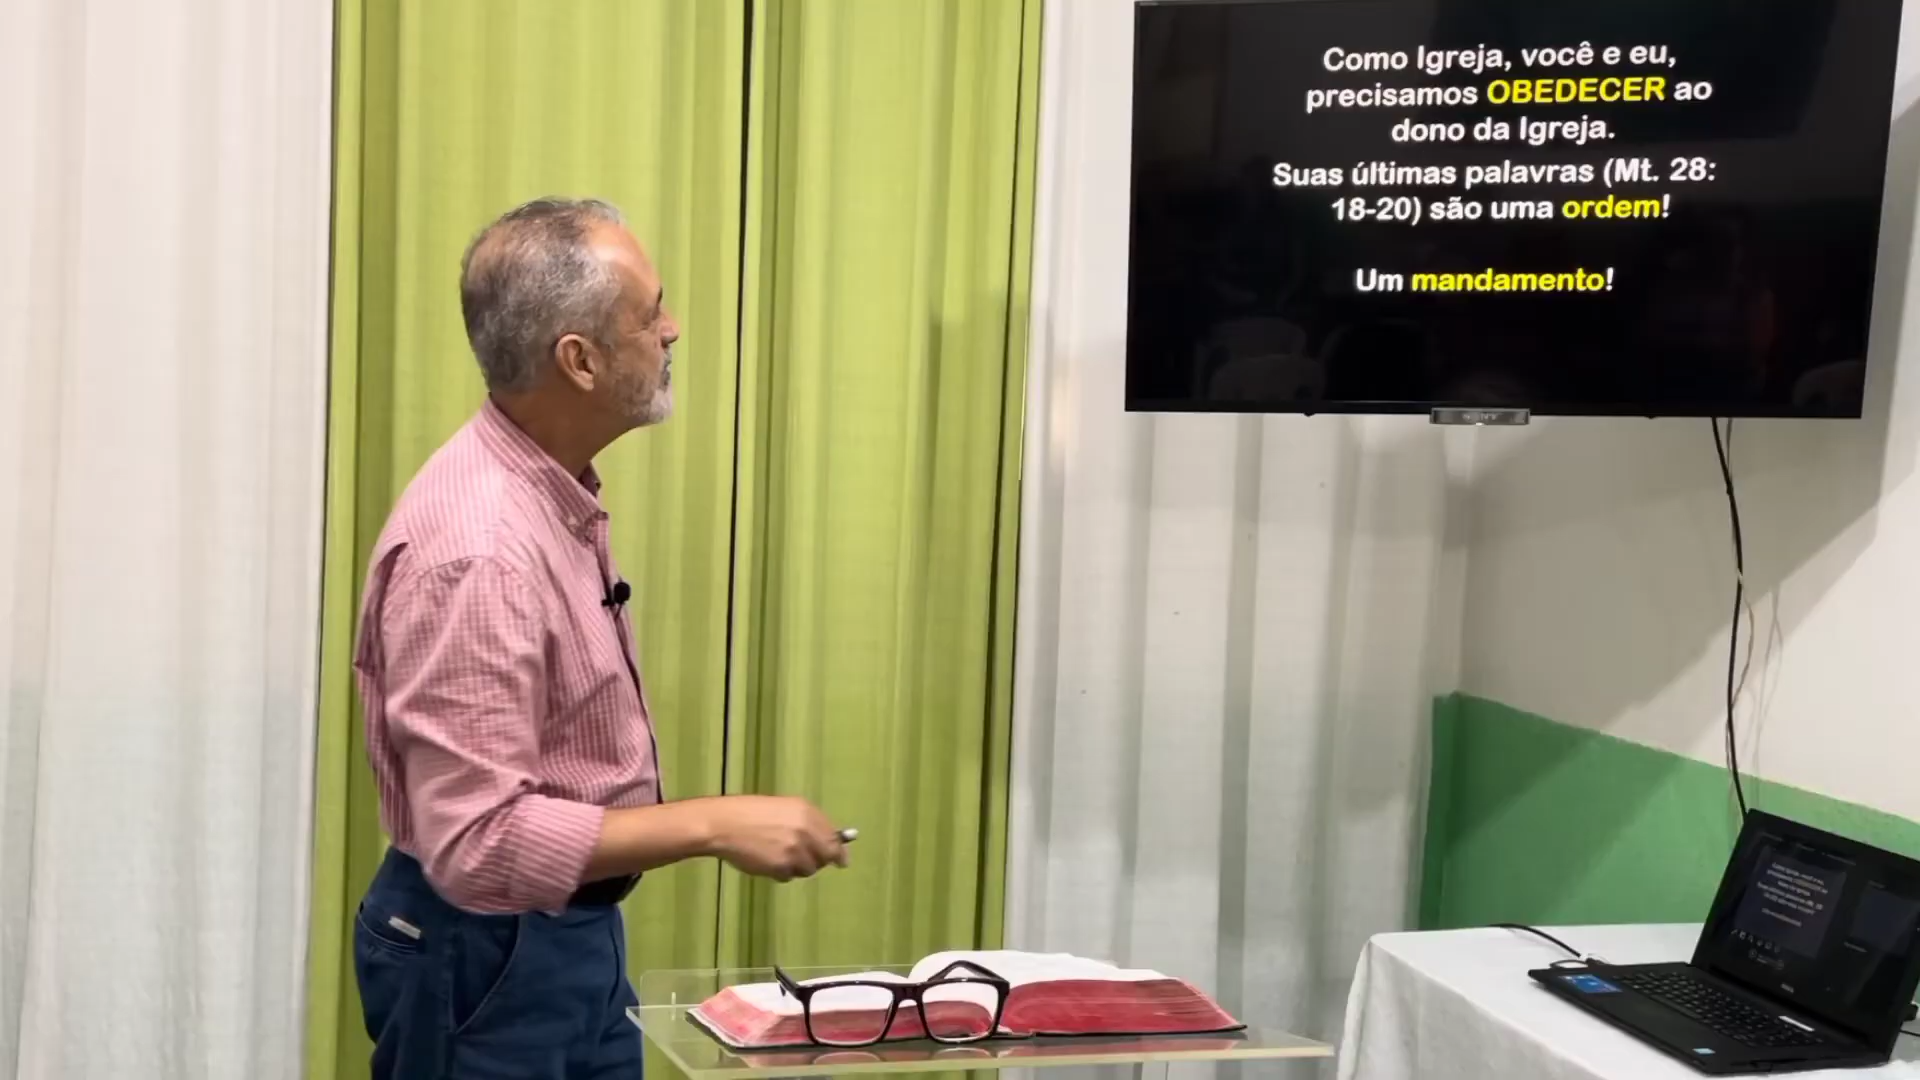 Como Igreja, você e eu,
precisamos OBEDECER ao
dono da Igreja.
Suas últimas palavras (Mt. 28:
18-20) são uma ordem!
Um mandamento!
SONY